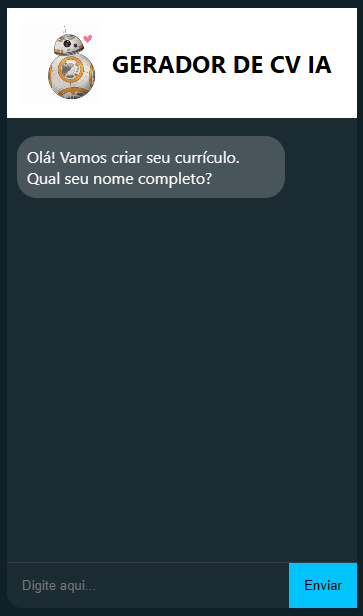 GERADOR DE CV IA
Olá! Vamos criar seu currículo.
Qual seu nome completo?
Digite aqui...
Enviar